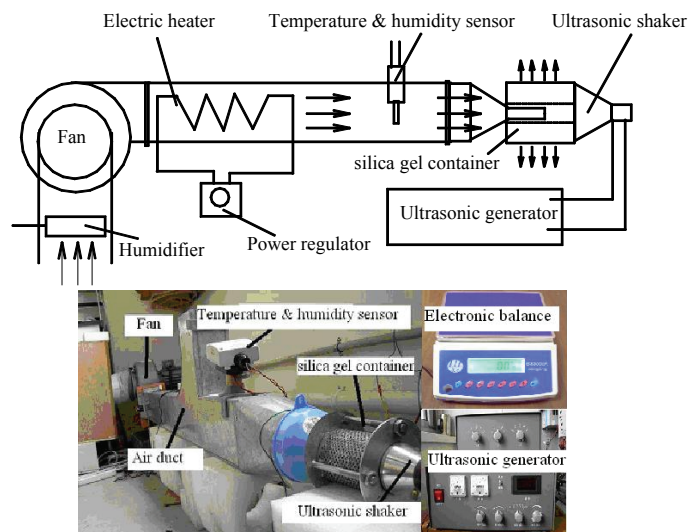 Electric heater
Temperature & humidity sensor
Ultrasonic shaker
Fan
silica gel container
Ultrasonic generator
Humidifier
Power regulator
Temperature & humidity sensor
Fan
silica gel container
Air duct
Ultrasonic shaker
Electronic balance
Ultrasonic generator